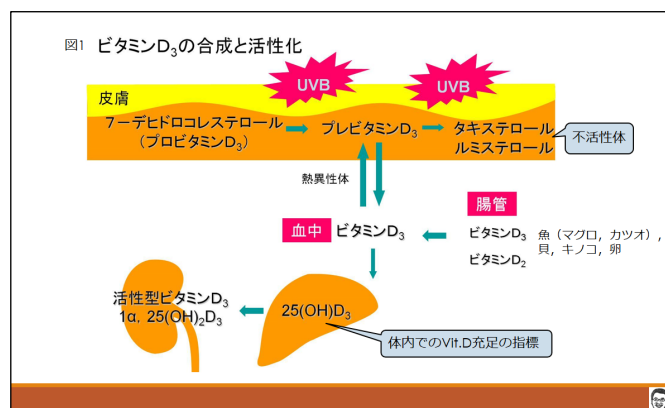 図1 ビタミンD₃の合成と活性化
UVB
UVB
皮膚
7－デヒドロコレステロール
(プロビタミンD₃)
プレビタミンD₃
タキステロール
ルミステロール
不活性体
熱異性体
腸管
血中 ビタミンD₃
ビタミンD₃ 魚（マグロ，カツオ），
貝，キノコ，卵
ビタミンD₂
活性型ビタミンD₃
1α, 25(OH)₂D₃
25(OH)D₃
体内でのVit.D充足の指標